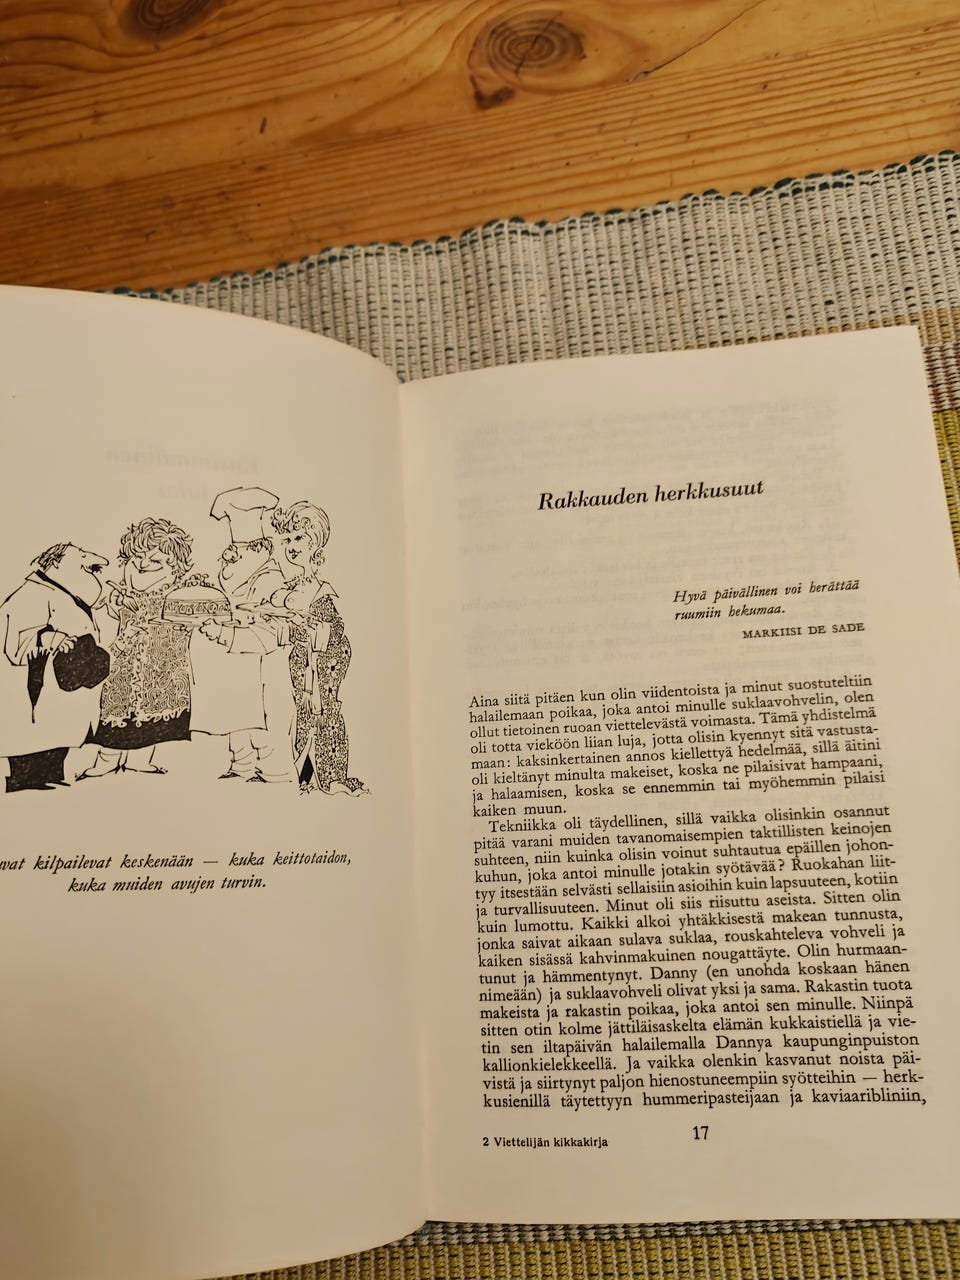 kilpailevat keskenään — kuka keittotaidon,
kuka muiden avujen turvin.
Rakkauden herkkusuut
Hyvä päivällinen voi herättää
ruumiin hekumaa.
MARKIISI DE SADE
Aina siitä pitäen kun olin viidentoista ja minut suostuteltiin
halailemaan poikaa, joka antoi minulle suklaavohvelin, olen
ollut tietoinen ruoan viettelevästä voimasta. Tämä yhdistelmä
oli totta vieköön liian luja, jotta olisin kyennyt sitä vastusta-
maan: kaksinkertainen annos kiellettyä hedelmää, sillä äitini
oli kieltänyt minulta makeiset, koska ne pilaisivat hampaani,
ja halaamisen, koska se ennemmin tai myöhemmin pilaisi
kaiken muun.
Tekniikka oli täydellinen, sillä vaikka olisinkin osannut
pitää varani muiden tavanomaisempien taktillisten keinojen
suhteen, niin kuinka olisin voinut suhtautua epäillen johon-
kuhun, joka antoi minulle jotakin syötävää? Ruokahan liit-
tyy itsestään selvästi sellaisiin asioihin kuin lapsuuteen, kotiin
ja turvallisuuteen. Minut oli siis riisuttu aseista. Sitten olin
kuin lumottu. Kaikki alkoi yhtäkkisestä makean tunnusta,
jonka saivat aikaan sulava suklaa, rouskahteleva vohveli ja
kaiken sisässä kahvinmakuinen nougattäyte. Olin hurmaan-
tunut ja hämmentynyt. Danny (en unohda koskaan hänen
nimeään) ja suklaavohveli olivat yksi ja sama. Rakastin tuota
makeista ja rakastin poikaa, joka antoi sen minulle. Niinpä
sitten otin kolme jättiläisaskelta elämän kukkaistiellä ja vie-
tin sen iltapäivän halailemalla Dannya kaupunginpuiston
kallionkielekkeellä. Ja vaikka olenkin kasvanut noista päi-
vistä ja siirtynyt paljon hienostuneempiin syötteihin — herk-
kusienillä täytettyyn hummeripasteijaan ja kaviaaribliniin,
2 Viettelijän kikkakirja
17